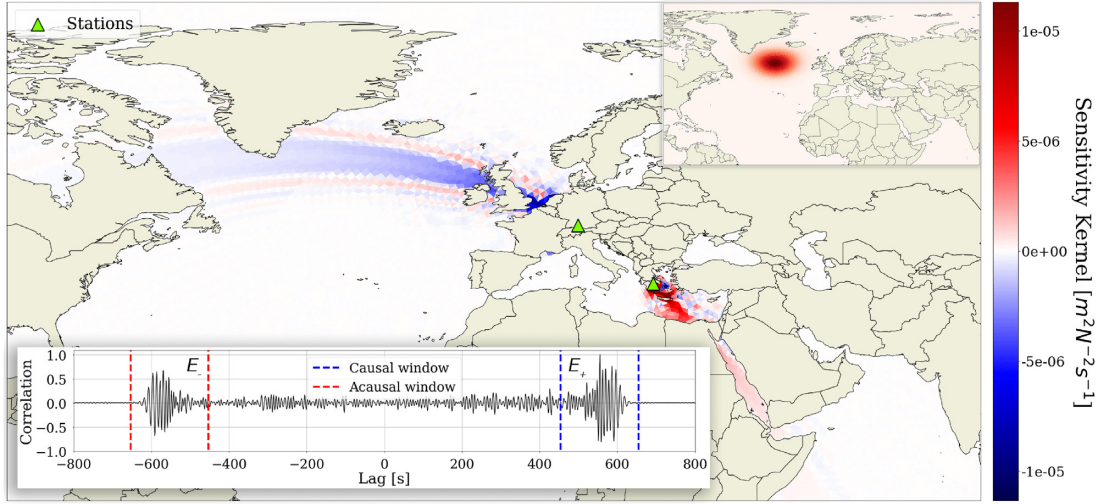 Stations
1e-05
5e-06
0e+00
-5e-06
-1e-05
Sensitivity Kernel [m²N⁻²s⁻¹]
E₋
E₊
Causal window
Acausal window
Correlation
1.0
0.5
0.0
−0.5
−1.0
−800 −600 −400 −200 0 200 400 600 800
Lag [s]